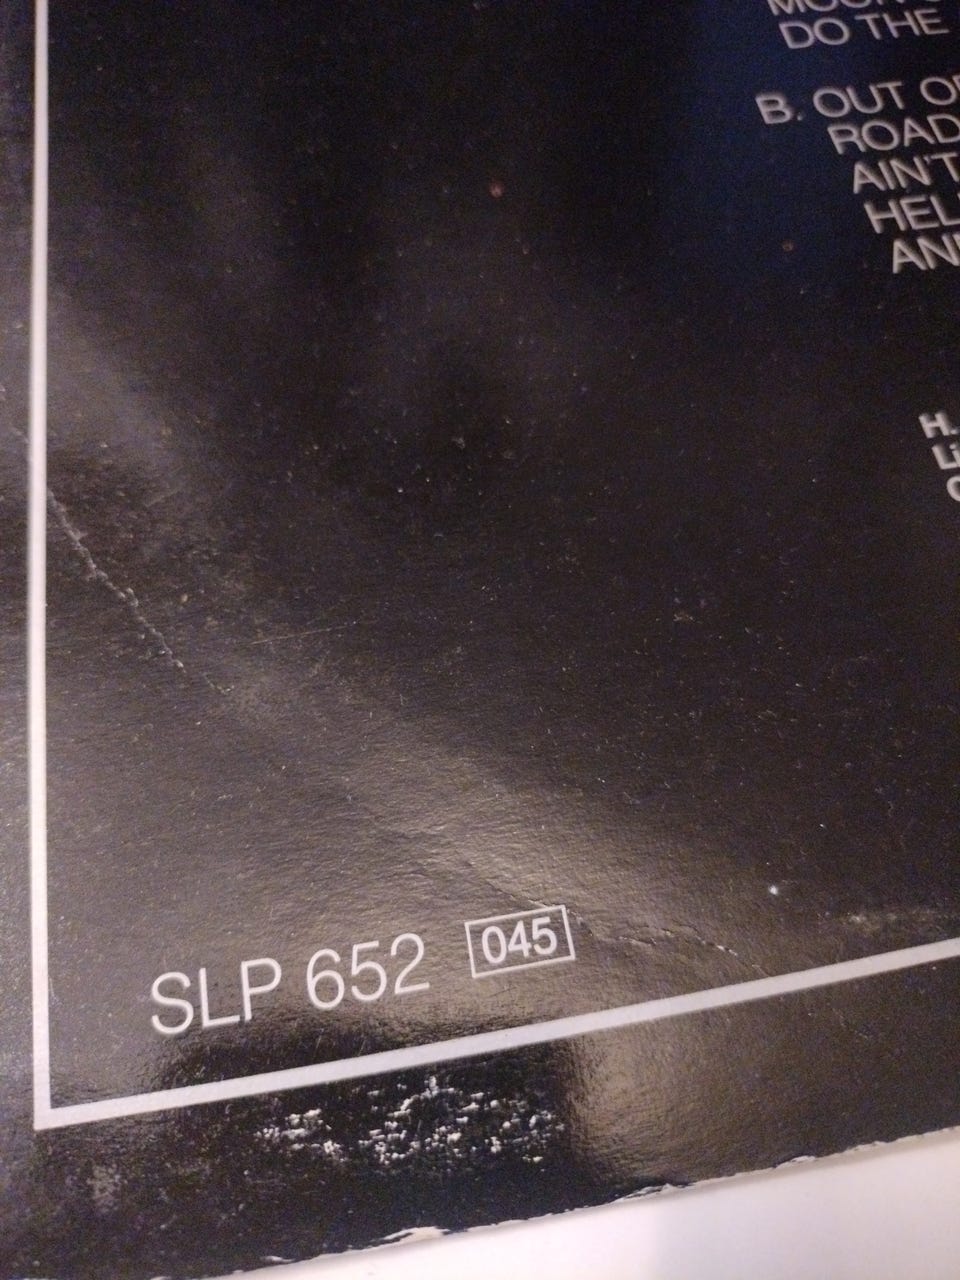 DO THE
B. OUT
ROAD
AIN'T
H.
SLP 652 045